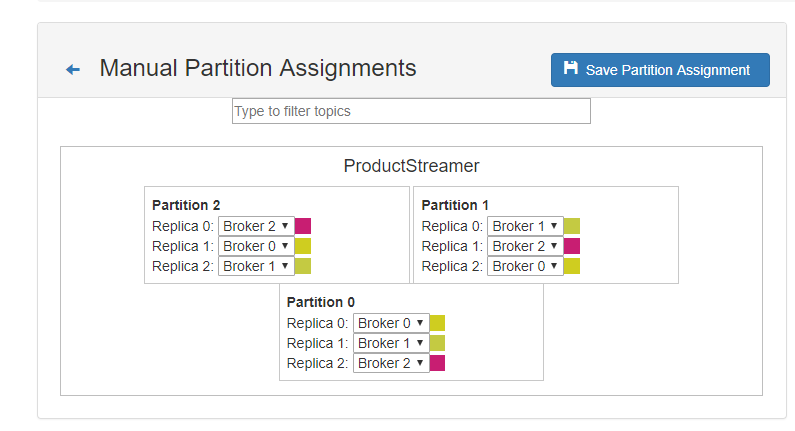 Manual Partition Assignments
Save Partition Assignment
Type to filter topics
ProductStreamer
Partition 2
Replica 0: Broker 2
Replica 1: Broker 0
Replica 2: Broker 1
Partition 1
Replica 0: Broker 1
Replica 1: Broker 2
Replica 2: Broker 0
Partition 0
Replica 0: Broker 0
Replica 1: Broker 1
Replica 2: Broker 2